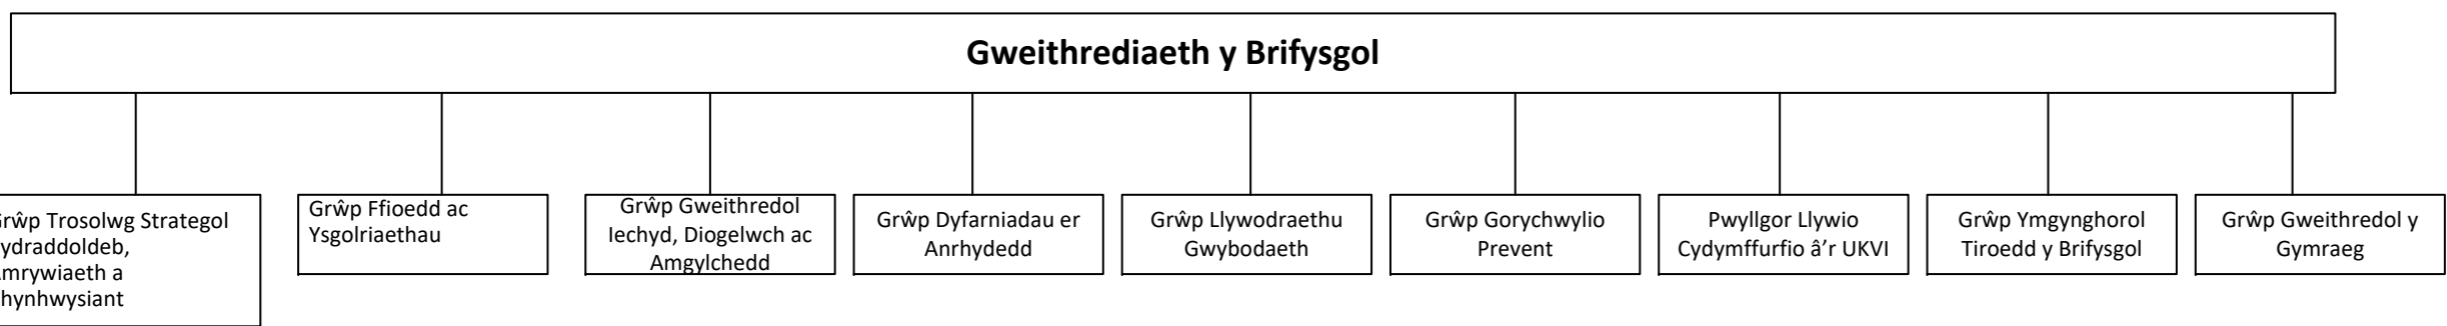 Gweithrediaeth y Brifysgol
Grŵp Trosolwg Strategol
ydraddoldeb,
mrywiaeth a
hynhwysiant
Grŵp Ffioedd ac
Ysgolriaethau
Grŵp Gweithredol
Iechyd, Diogelwch ac
Amgylchedd
Grŵp Dyfarniadau er
Anrhydedd
Grŵp Llywodraethu
Gwybodaeth
Grŵp Gorychwylio
Prevent
Pwyllgor Llywio
Cydymffurfio â’r UKVI
Grŵp Ymgynghorol
Tiroedd y Brifysgol
Grŵp Gweithredol y
Gymraeg